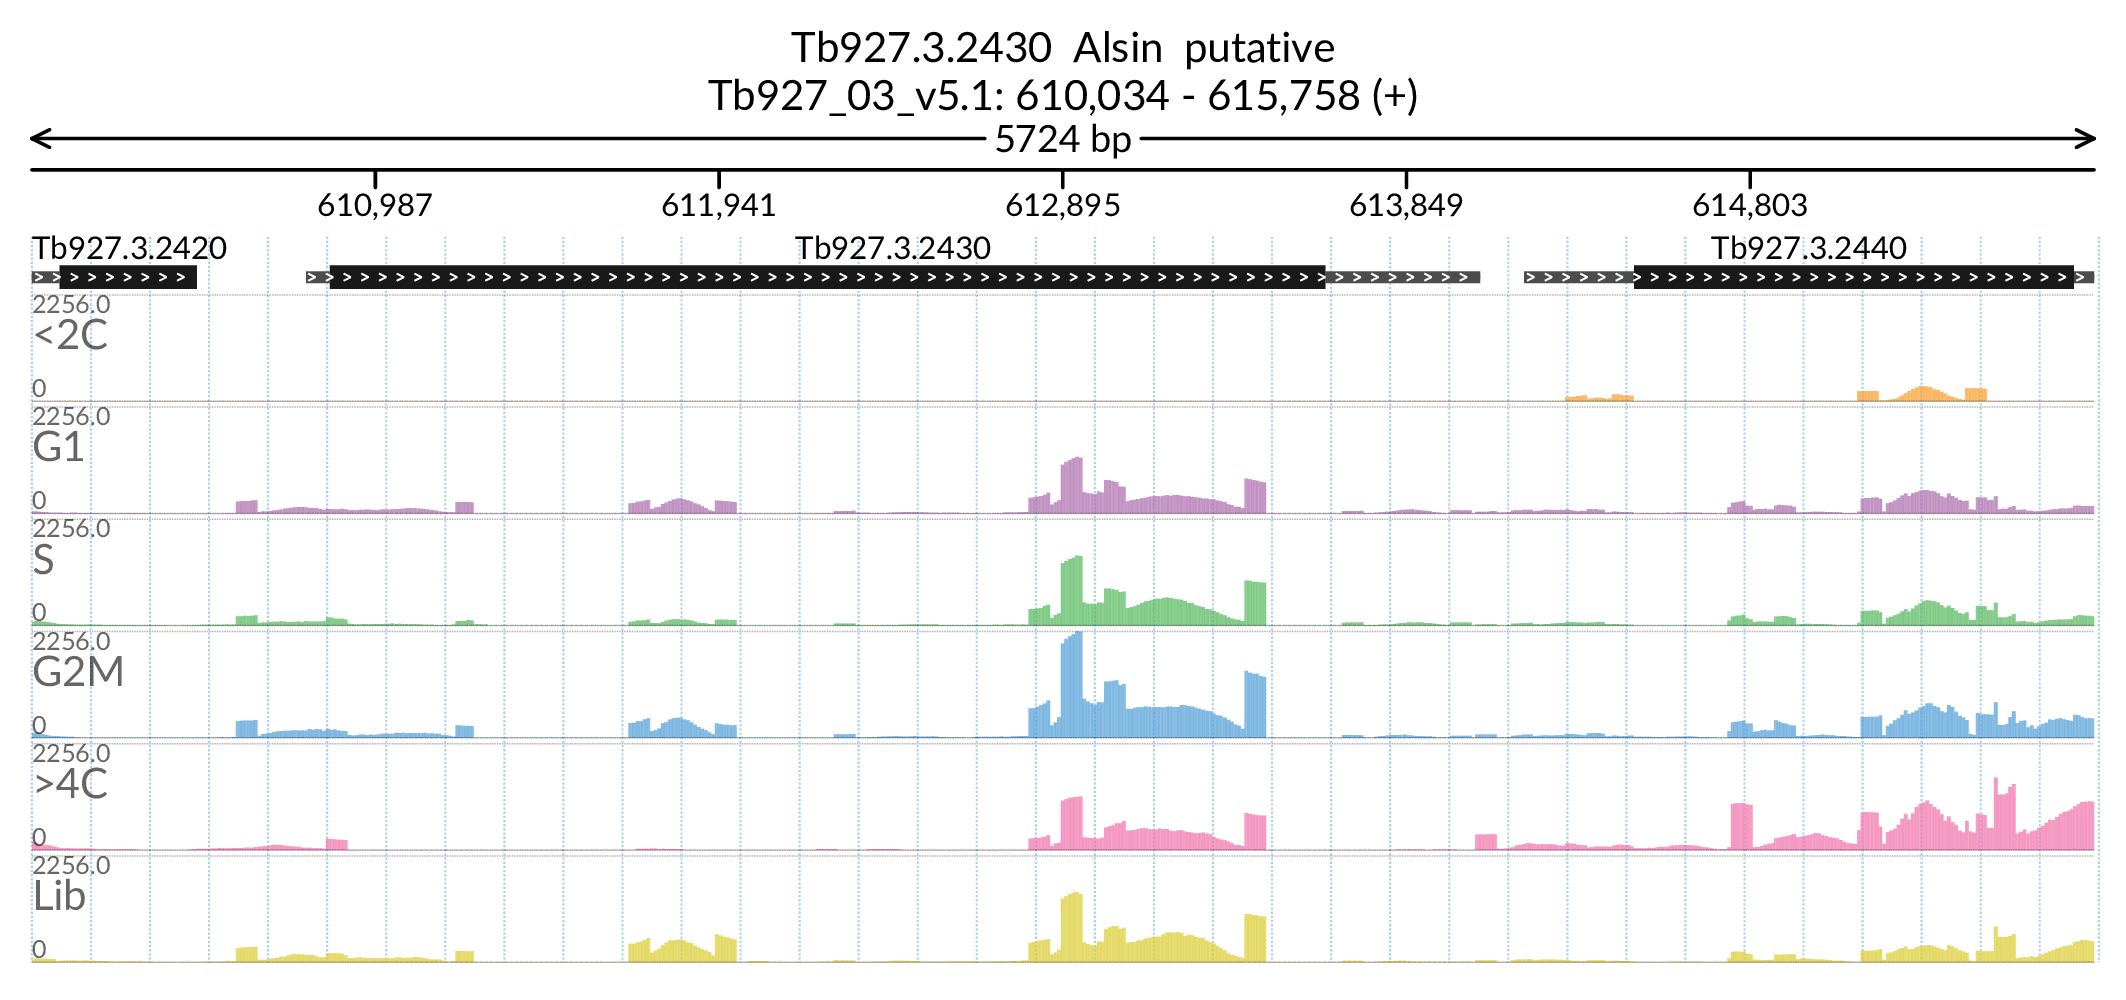 Tb927.3.2430 Alsin putative
Tb927_03_v5.1: 610,034 - 615,758 (+)
5724 bp
610,987 611,941 612,895 613,849 614,803
Tb927.3.2420 Tb927.3.2430 Tb927.3.2440
2256.0
<2C
0
2256.0
G1
0
2256.0
S
0
2256.0
G2M
0
2256.0
>4C
0
2256.0
Lib
0